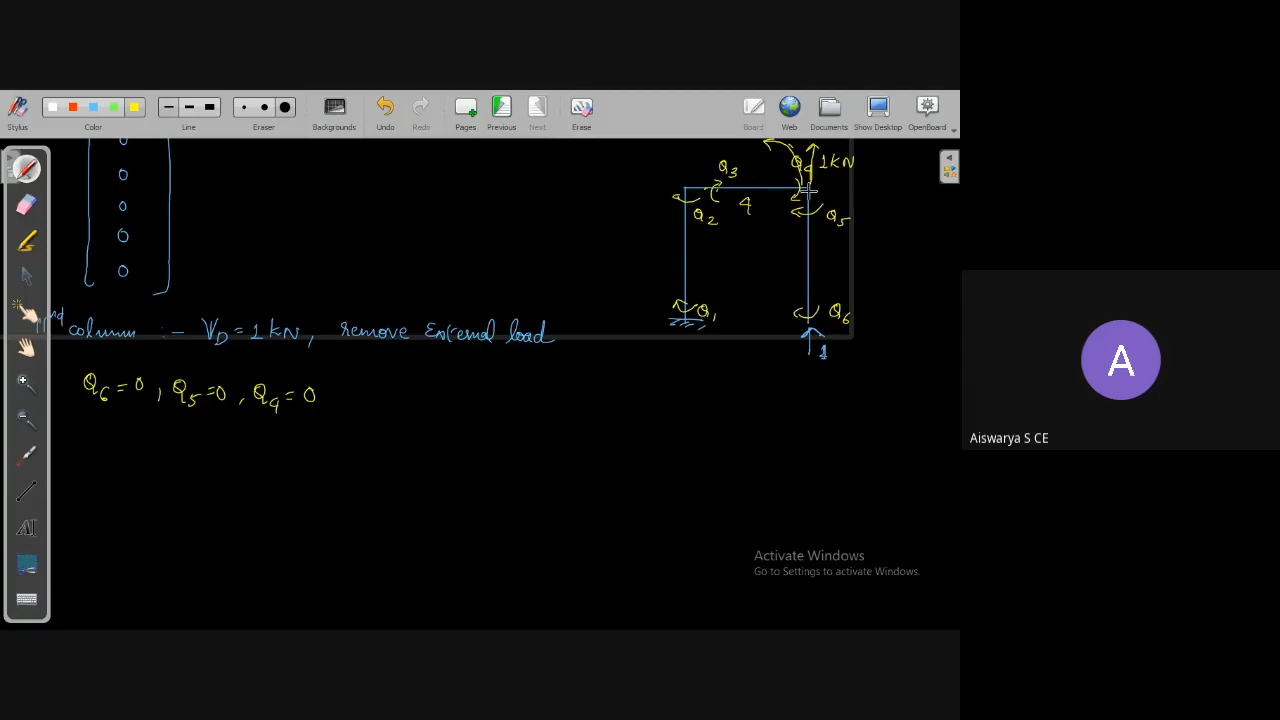 Stylus Color Line Eraser Backgrounds Undo Redo Pages Previous Next Erase Board Web Documents Show Desktop OpenBoard
0
0
0
0
0
Q4 1kN
Q3
Q2 4 Q5
Q1 Q6
1
IInd column :- VD = 1 kN, remove External load
Q6 = 0, Q5 = 0, Q4 = 0
Aiswarya S CE
Activate Windows
Go to Settings to activate Windows.
A